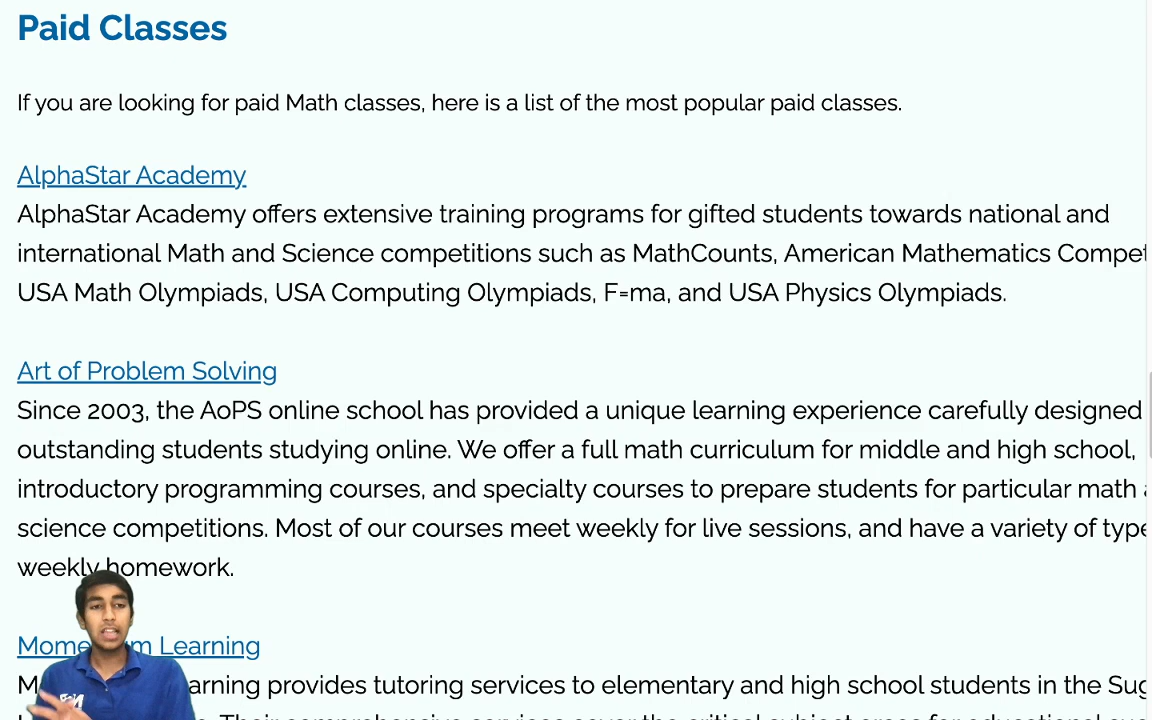 Paid Classes
If you are looking for paid Math classes, here is a list of the most popular paid classes.
AlphaStar Academy
AlphaStar Academy offers extensive training programs for gifted students towards national and
international Math and Science competitions such as MathCounts, American Mathematics
USA Math Olympiads, USA Computing Olympiads, F=ma, and USA Physics Olympiads.
Art of Problem Solving
Since 2003, the AoPS online school has provided a unique learning experience carefully designed
outstanding students studying online. We offer a full math curriculum for middle and high school,
introductory programming courses, and specialty courses to prepare students for particular math
science competitions. Most of our courses meet weekly for live sessions, and have a variety of
weekly homework.
Learning
provides tutoring services to elementary and high school students in the